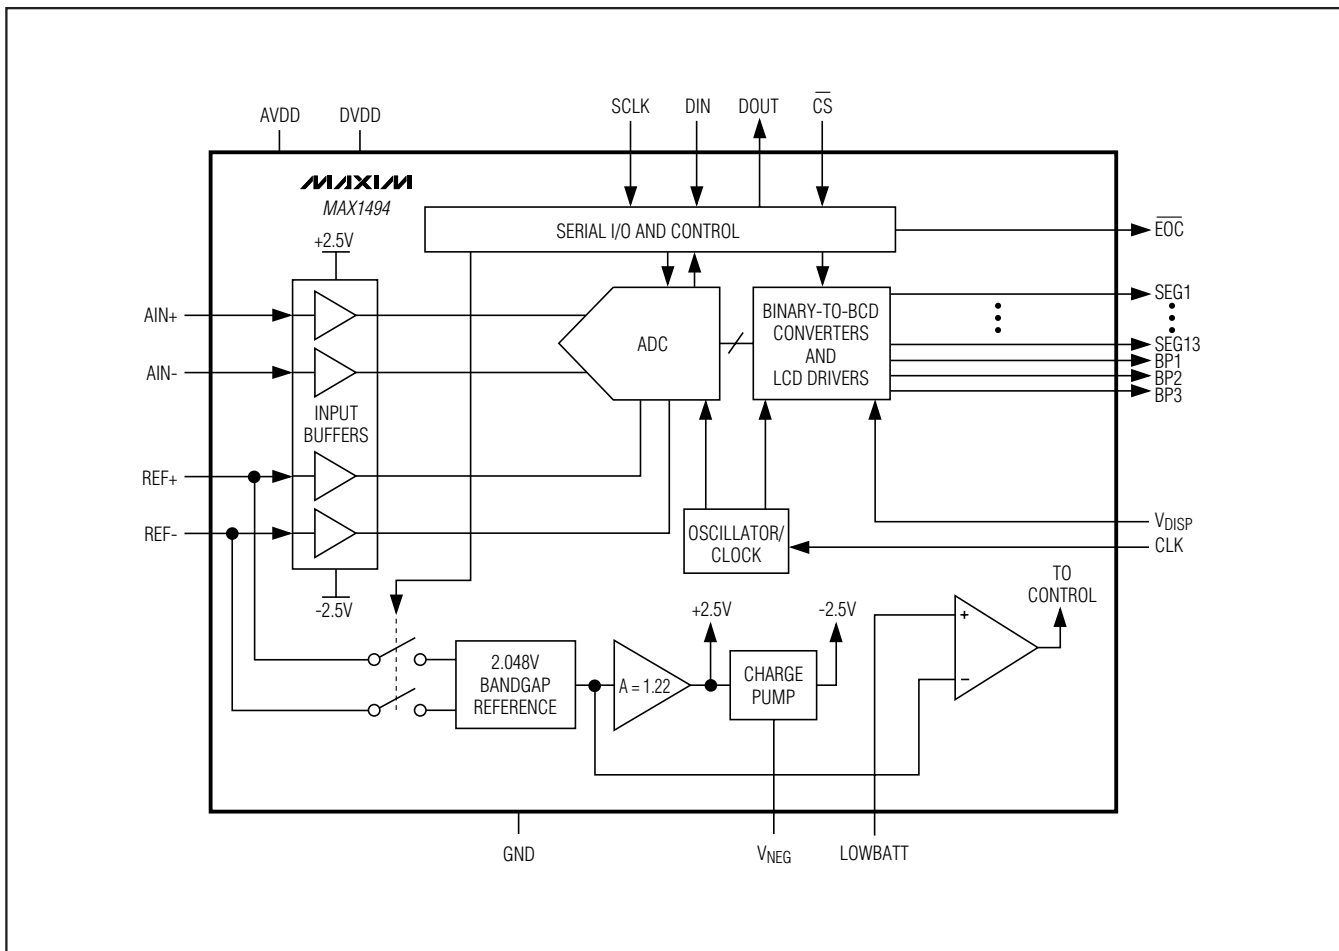 SCLK DIN DOUT CS
AVDD DVDD
MAXIM
MAX1494
+2.5V
SERIAL I/O AND CONTROL
EOC
AIN+
AIN-
REF+
REF-
INPUT
BUFFERS
-2.5V
ADC
BINARY-TO-BCD
CONVERTERS
AND
LCD DRIVERS
SEG1
SEG13
BP1
BP2
BP3
OSCILLATOR/
CLOCK
VDISP
CLK
TO
CONTROL
+
−
2.048V
BANDGAP
REFERENCE
A = 1.22
+2.5V
CHARGE
PUMP
-2.5V
GND
VNEG
LOWBATT